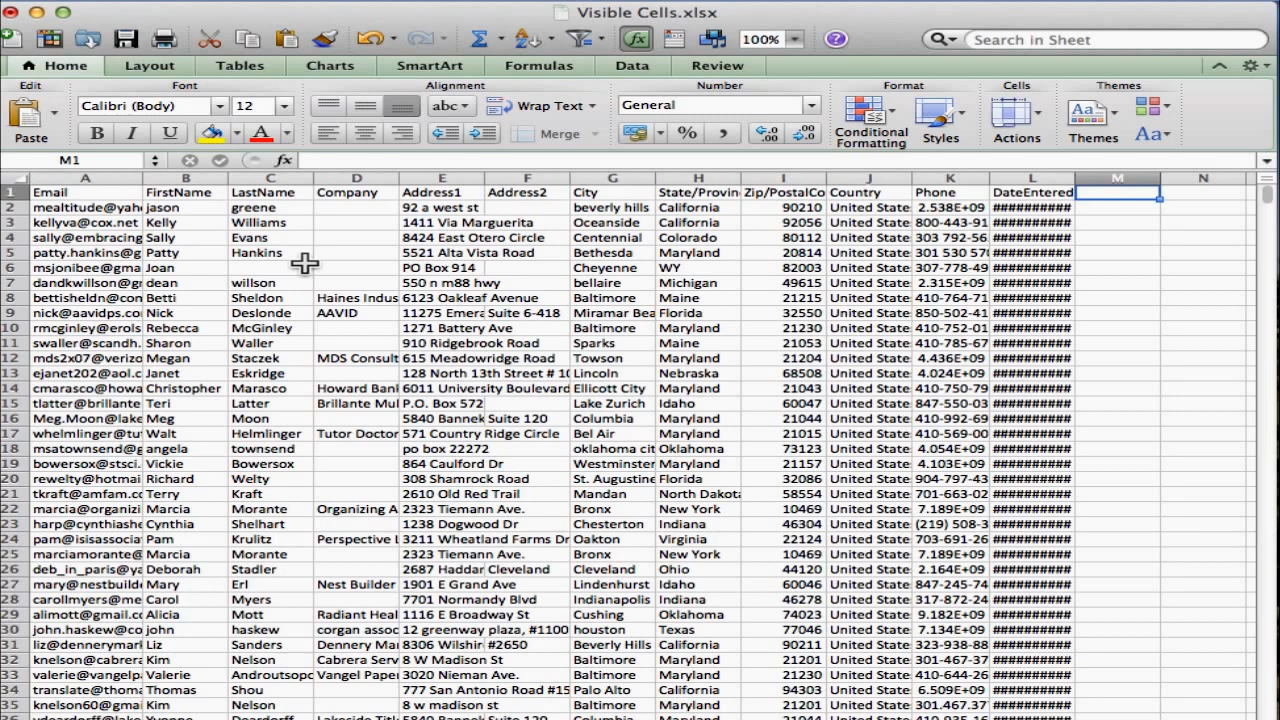 Visible Cells.xlsx
100%
Search in Sheet
Home Layout Tables Charts SmartArt Formulas Data Review
Edit Font Alignment Number Format Cells Themes
Calibri (Body) 12 abc Wrap Text General
Paste B I U A Merge % , Conditional Formatting Styles Actions Themes Aa
M1 fx
A B C D E F G H I J K L M N
1 Email FirstName LastName Company Address1 Address2 City State/Provin Zip/PostalCo Country Phone DateEntered
2 mealtitude@yah jason greene 92 a west st beverly hills California 90210 United State 2.538E+09 ##########
3 kellyva@cox.net Kelly Williams 1411 Via Marguerita Oceanside California 92056 United State 800-443-91 ##########
4 sally@embracing Sally Evans 8424 East Otero Circle Centennial Colorado 80112 United State 303 792-56 ##########
5 patty.hankins@g Patty Hankins 5521 Alta Vista Road Bethesda Maryland 20814 United State 301 530 570 ##########
6 msjonibee@gma Joan PO Box 914 Cheyenne WY 82003 United State 307-778-49 ##########
7 dandkwillson@ge dean willson 550 n m88 hwy bellaire Michigan 49615 United State 2.315E+09 ##########
8 bettisheldn@con Betti Sheldon Haines Indus 6123 Oakleaf Avenue Baltimore Maine 21215 United State 410-764-71 ##########
9 nick@aavidps.co Nick Deslonde AAVID 11275 Emera Suite 6-418 Miramar Bea Florida 32550 United State 850-502-41 ##########
10 rmcginley@erols Rebecca McGinley 1271 Battery Ave Baltimore Maryland 21230 United State 410-752-01 ##########
11 swaller@scandh. Sharon Waller 910 Ridgebrook Road Sparks Maine 21053 United State 410-785-67 ##########
12 mds2x07@verizo Megan Staczek MDS Consult 615 Meadowridge Road Towson Maryland 21204 United State 4.436E+09 ##########
13 ejanet202@aol.c Janet Eskridge 128 North 13th Street # 10 Lincoln Nebraska 68508 United State 4.024E+09 ##########
14 cmarasco@howa Christopher Marasco Howard Bank 6011 University Boulevard Ellicott City Maryland 21043 United State 410-750-79 ##########
15 tlatter@brillante Teri Latter Brillante Mul P.O. Box 572 Lake Zurich Idaho 60047 United State 847-550-03 ##########
16 Meg.Moon@lake Meg Moon 5840 Bannek Suite 120 Columbia Maryland 21044 United State 410-992-69 ##########
17 whelmlinger@tu Walt Helmlinger Tutor Doctor 571 Country Ridge Circle Bel Air Maryland 21015 United State 410-569-00 ##########
18 msatownsend@g angela townsend po box 22272 oklahoma cit Oklahoma 73123 United State 4.054E+09 ##########
19 bowersox@stsci. Vickie Bowersox 864 Caulford Dr Westminster Maryland 21157 United State 4.103E+09 ##########
20 rewelty@hotmai Richard Welty 308 Shamrock Road St. Augustine Florida 32086 United State 904-797-43 ##########
21 tkraft@amfam.c Terry Kraft 2610 Old Red Trail Mandan North Dakota 58554 United State 701-663-02 ##########
22 marcia@organizi Marcia Morante Organizing A 2323 Tiemann Ave. Bronx New York 10469 United State 7.189E+09 ##########
23 harp@cynthiashe Cynthia Shelhart 1238 Dogwood Dr Chesterton Indiana 46304 United State (219) 508-3 ##########
24 pam@isisassocia Pam Krulitz Perspective L 3211 Wheatland Farms Dr Oakton Virginia 22124 United State 703-691-26 ##########
25 marciamorante@ Marcia Morante 2323 Tiemann Ave. Bronx New York 10469 United State 7.189E+09 ##########
26 deb_in_paris@ya Deborah Stadler 2687 Haddar Cleveland Cleveland Ohio 44120 United State 2.164E+09 ##########
27 mary@nestbuild Mary Erl Nest Builder 1901 E Grand Ave Lindenhurst Idaho 60046 United State 847-245-74 ##########
28 carollmyers@me Carol Myers 7701 Normandy Blvd Indianapolis Indiana 46278 United State 317-872-24 ##########
29 alimott@gmail.c Alicia Mott Radiant Heal 1116 E Broadway St Cushing Oklahoma 74023 United State 9.182E+09 ##########
30 john.haskew@co john haskew corgan assoc 12 greenway plaza, #1100 houston Texas 77046 United State 7.134E+09 ##########
31 liz@dennerymark Liz Sanders Dennery Mar 8306 Wilshir #2650 Beverly Hills California 90211 United State 323-938-88 ##########
32 knelson@cabrera Kim Nelson Cabrera Serv 8 W Madison St Baltimore Maryland 21201 United State 301-467-37 ##########
33 valerie@vangelp Valerie Androutsopo Vangel Paper 37 Baltimore Maryland 21201 United State 410-644-26 ##########
34 translate@thoma Thomas Shou 777 San Antonio Road #15 Palo Alto California 94303 United State 6.509E+09 ##########
35 knelson60@gmai Kim Nelson 8 w madison st Baltimore Maryland 21201 United State 301.467.37 ##########